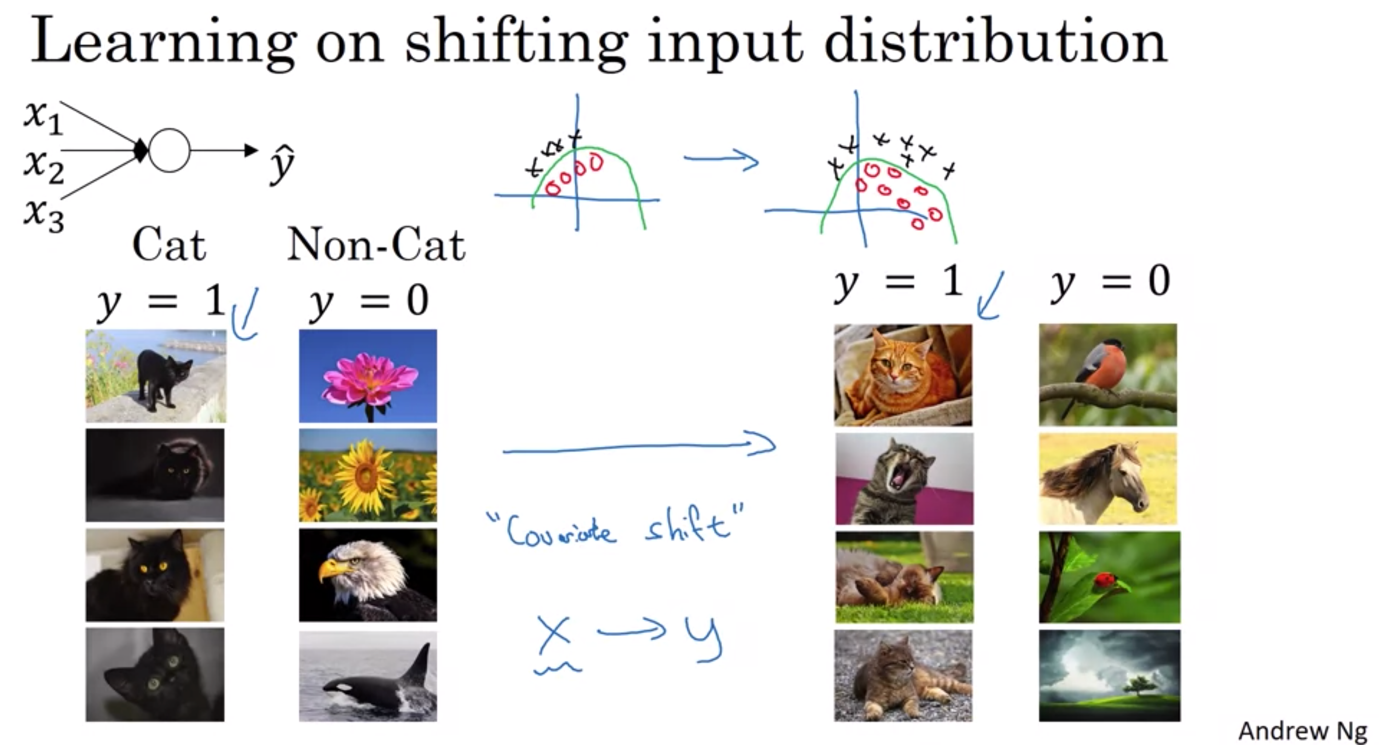 Learning on shifting input distribution
x₁
x₂
x₃
ŷ
Cat Non-Cat
y = 1 y = 0
y = 1 y = 0
"Covariate shift"
x → y
Andrew Ng